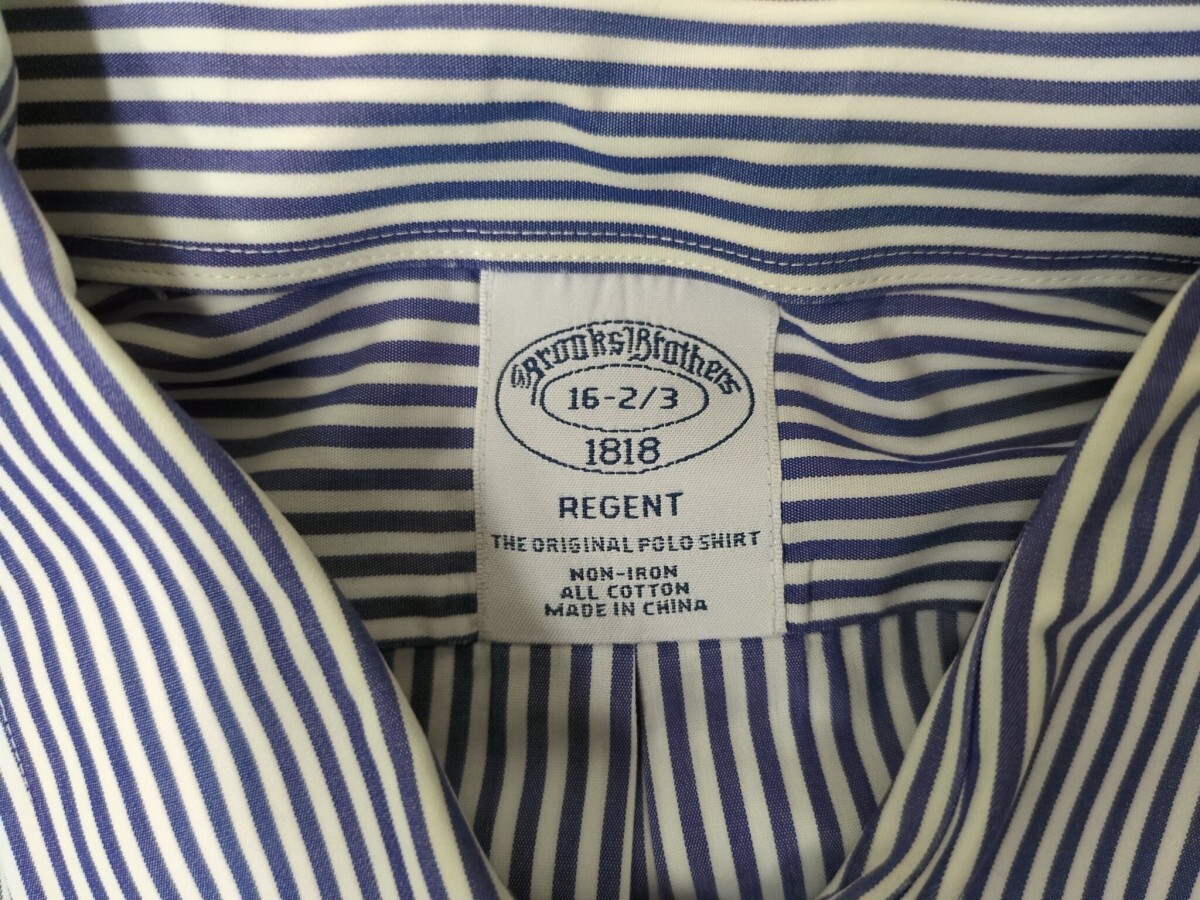 Brooks Brothers
16-2/3
1818
REGENT
THE ORIGINAL POLO SHIRT
NON-IRON
ALL COTTON
MADE IN CHINA